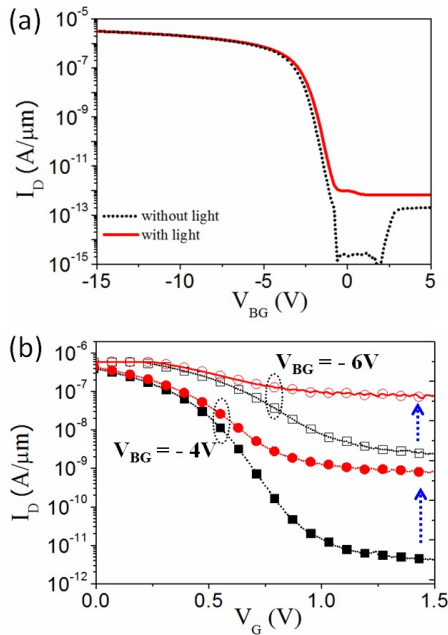 (a)
10⁻⁵
10⁻⁷
10⁻⁹
10⁻¹¹
10⁻¹³
10⁻¹⁵
I_D (A/μm)
without light
with light
-15 -10 -5 0 5
V_BG (V)
(b)
10⁻⁶
10⁻⁷
10⁻⁸
10⁻⁹
10⁻¹⁰
10⁻¹¹
10⁻¹²
I_D (A/μm)
V_BG = - 6V
V_BG = - 4V
0.0 0.5 1.0 1.5
V_G (V)